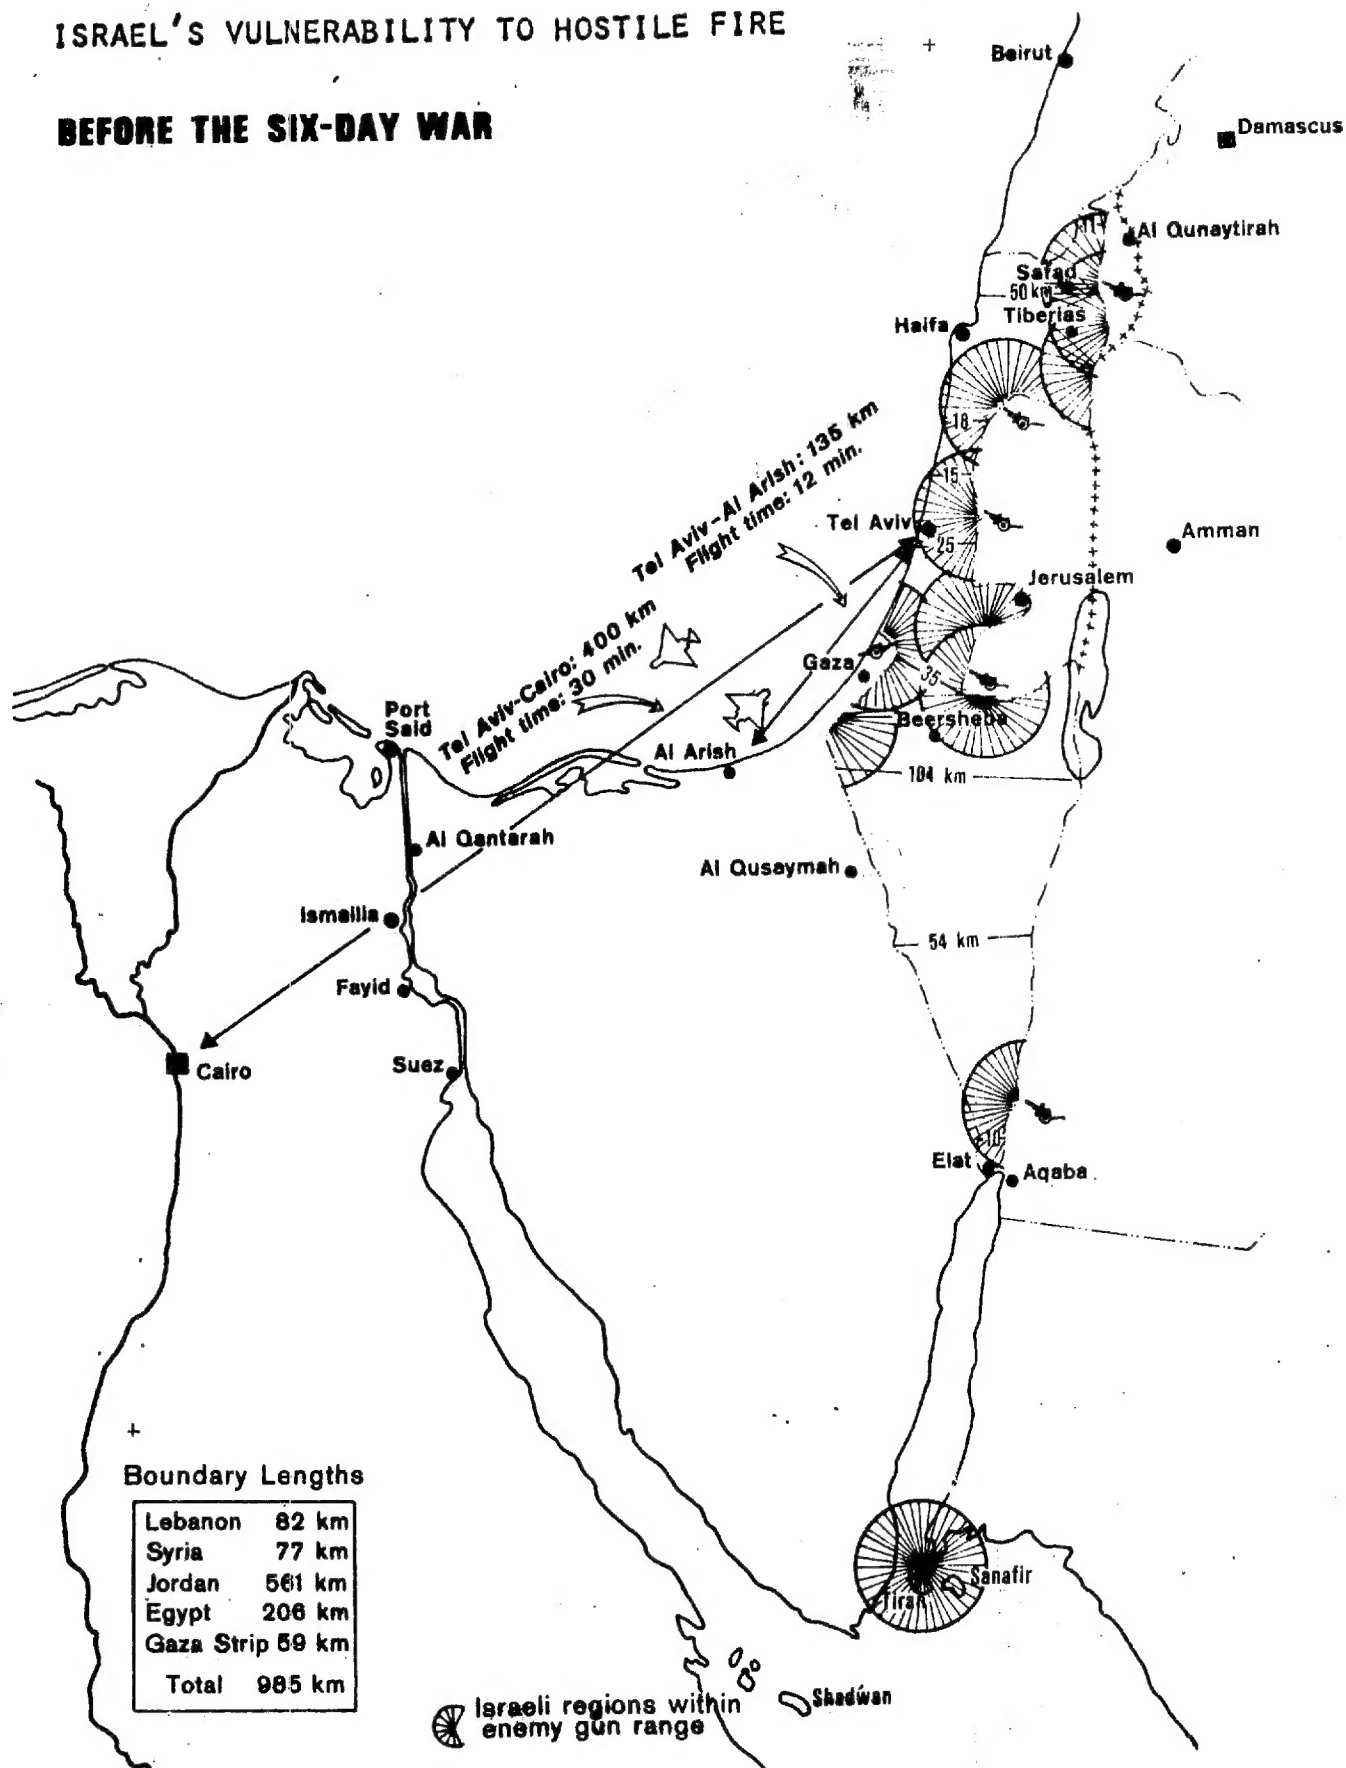 ISRAEL'S VULNERABILITY TO HOSTILE FIRE
BEFORE THE SIX-DAY WAR
Beirut
Damascus
Al Qunaytirah
Safad
50 km
Tiberias
Haifa
18
15
Tel Aviv-Al Arish: 135 km
Flight time: 12 min.
Tel Aviv
25
Amman
Jerusalem
Tel Aviv-Cairo: 400 km
Flight time: 30 min.
Gaza
35
Port
Said
Beersheba
Al Arish
104 km
Al Qantarah
Al Qusaymah
Ismailia
54 km
Fayid
Suez
Cairo
10
Elat
Aqaba
Boundary Lengths
Lebanon 82 km
Syria 77 km
Jordan 561 km
Egypt 206 km
Gaza Strip 59 km
Total 985 km
Sanafir
Tiran
Shadwan
Israeli regions within
enemy gun range